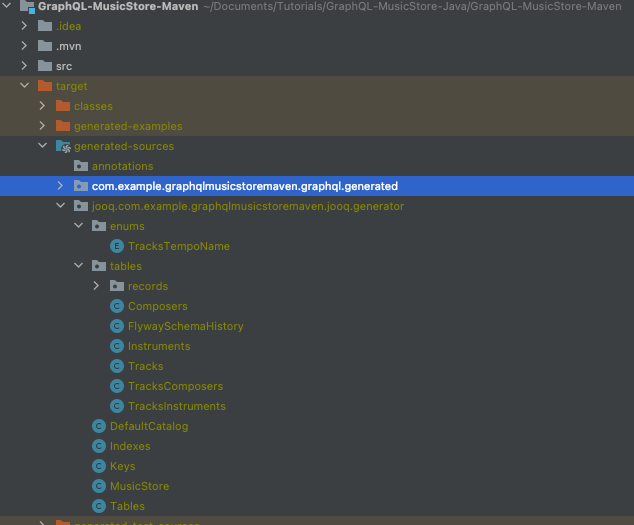 GraphQL-MusicStore-Maven ~/Documents/Tutorials/GraphQL-MusicStore-Java/GraphQL-MusicStore-Maven
.idea
.mvn
src
target
classes
generated-examples
generated-sources
annotations
com.example.graphqlmusicstoremaven.graphql.generated
jooq.com.example.graphqlmusicstoremaven.jooq.generator
enums
E TracksTempoName
tables
records
C Composers
C FlywaySchemaHistory
C Instruments
C Tracks
C TracksComposers
C TracksInstruments
C DefaultCatalog
C Indexes
C Keys
C MusicStore
C Tables